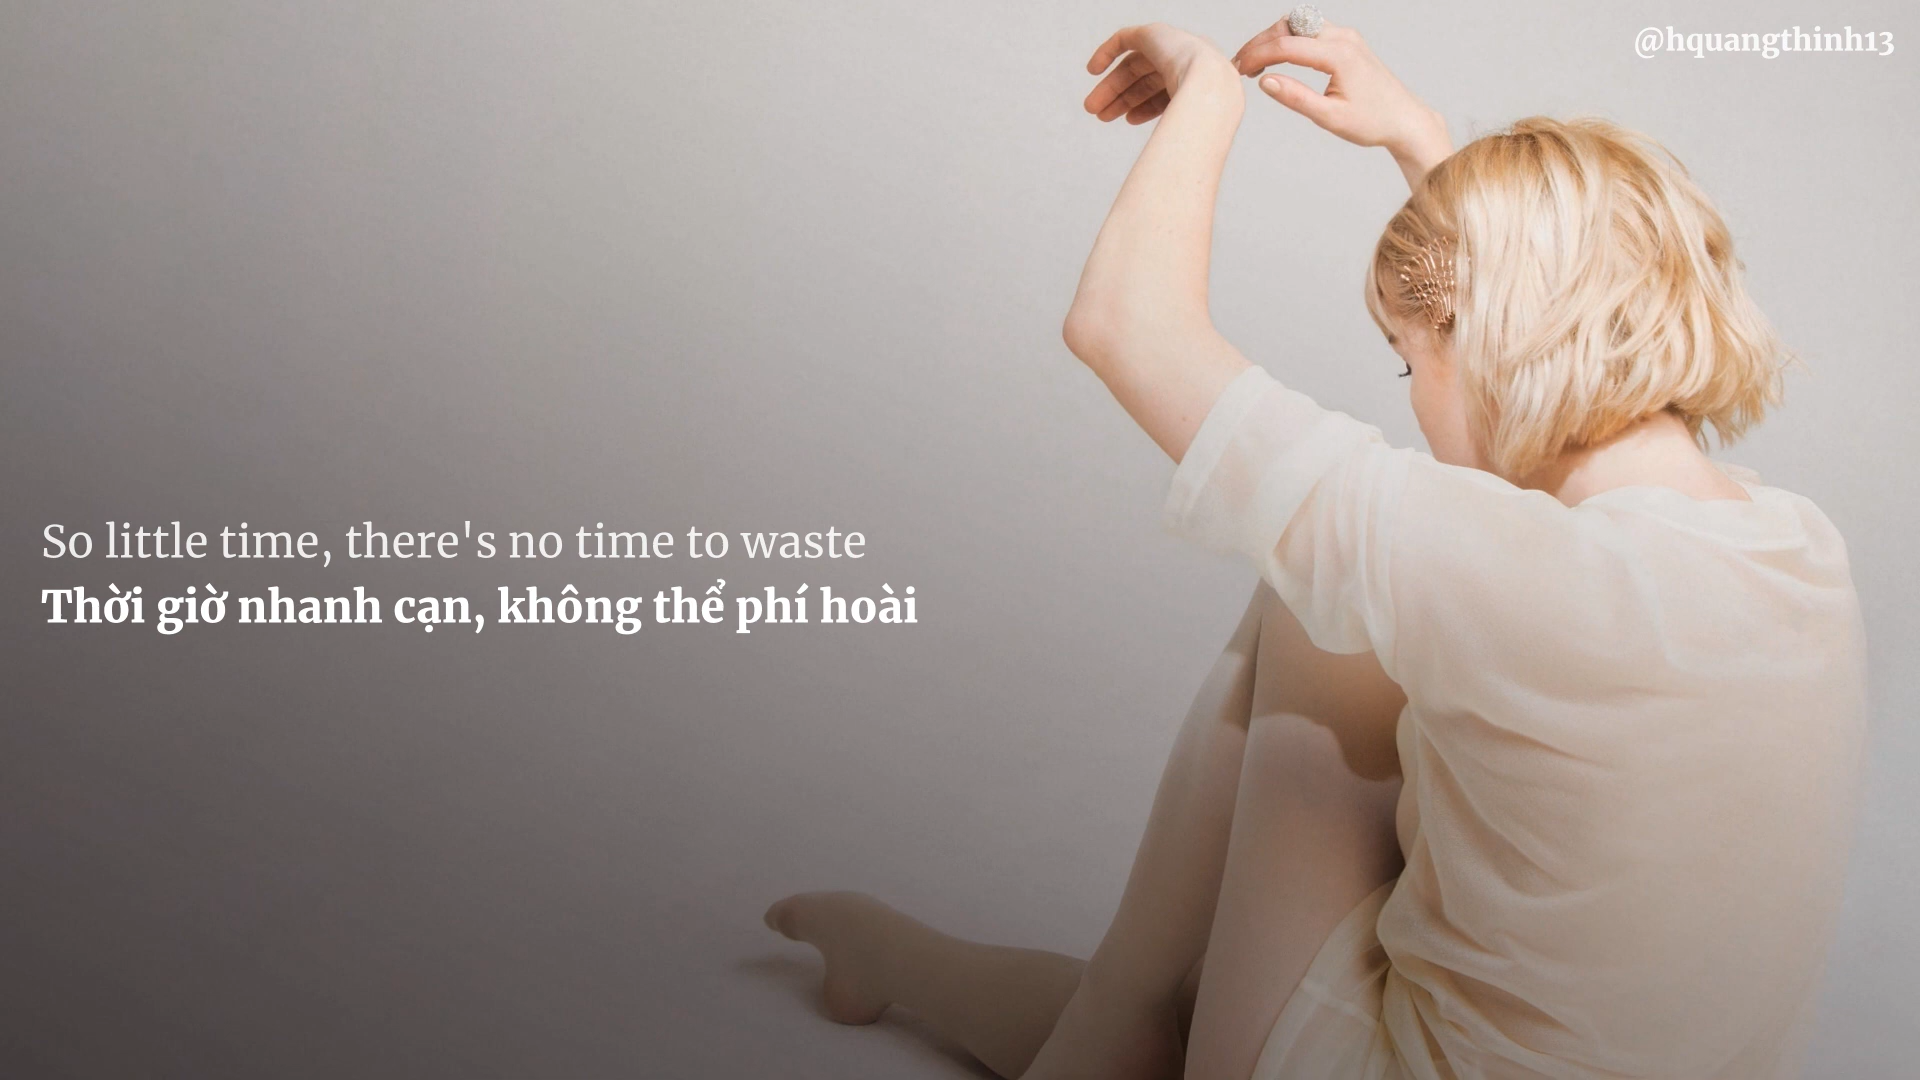 @hquangthinh13
So little time, there's no time to waste
Thời giờ nhanh cạn, không thể phí hoài